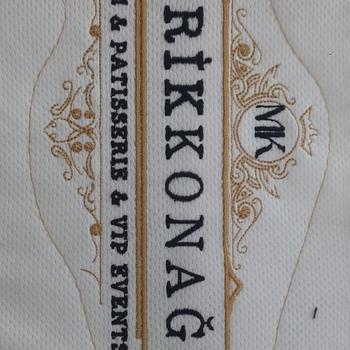 MK
RİKKONAĞ
& PATISSERIE & VIP EVENTS